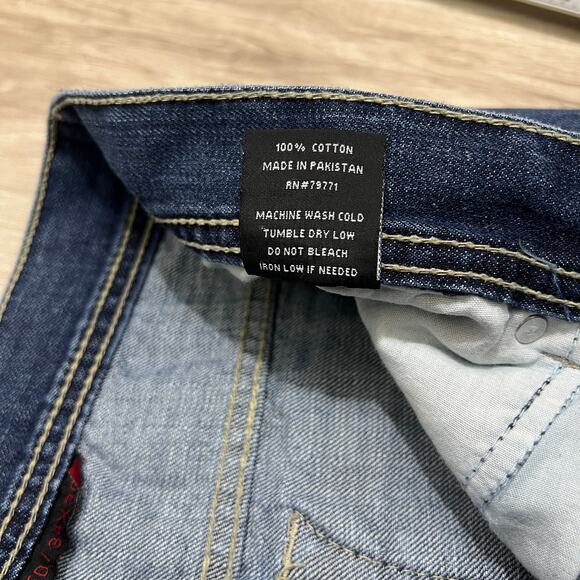 100% COTTON
MADE IN PAKISTAN
RN#79771
MACHINE WASH COLD
TUMBLE DRY LOW
DO NOT BLEACH
IRON LOW IF NEEDED